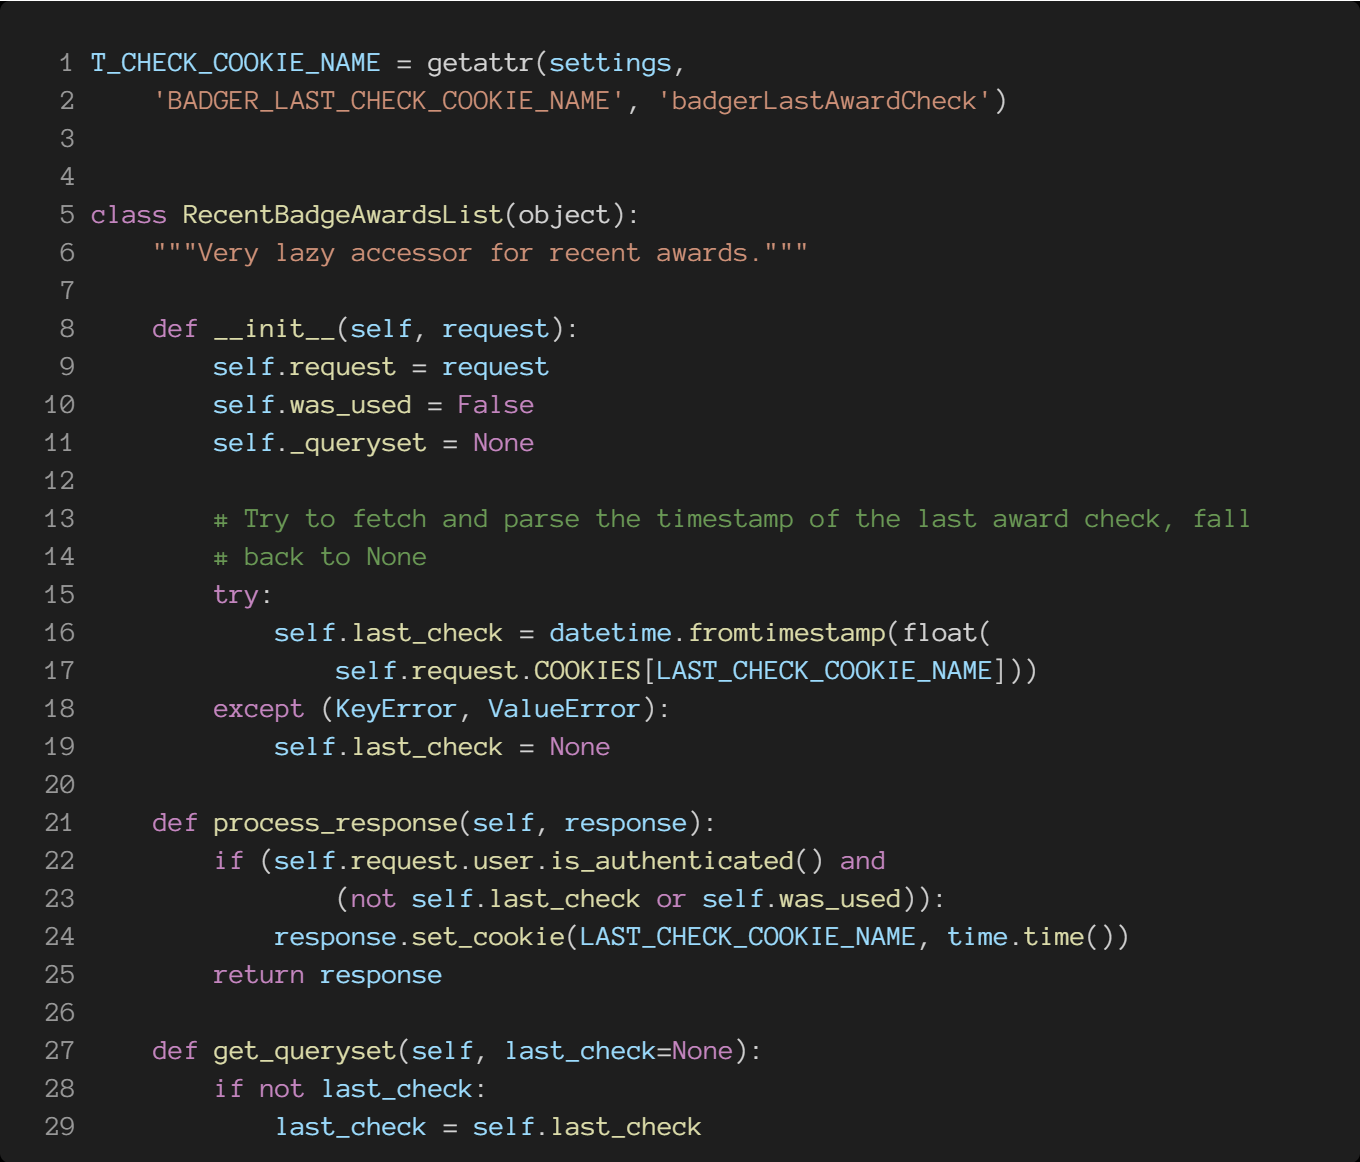 1 T_CHECK_COOKIE_NAME = getattr(settings,
2     'BADGER_LAST_CHECK_COOKIE_NAME', 'badgerLastAwardCheck')
3
4
5 class RecentBadgeAwardsList(object):
6     """Very lazy accessor for recent awards."""
7
8     def __init__(self, request):
9         self.request = request
10         self.was_used = False
11         self._queryset = None
12
13         # Try to fetch and parse the timestamp of the last award check, fall
14         # back to None
15         try:
16             self.last_check = datetime.fromtimestamp(float(
17                 self.request.COOKIES[LAST_CHECK_COOKIE_NAME]))
18         except (KeyError, ValueError):
19             self.last_check = None
20
21     def process_response(self, response):
22         if (self.request.user.is_authenticated() and
23                 (not self.last_check or self.was_used)):
24             response.set_cookie(LAST_CHECK_COOKIE_NAME, time.time())
25         return response
26
27     def get_queryset(self, last_check=None):
28         if not last_check:
29             last_check = self.last_check